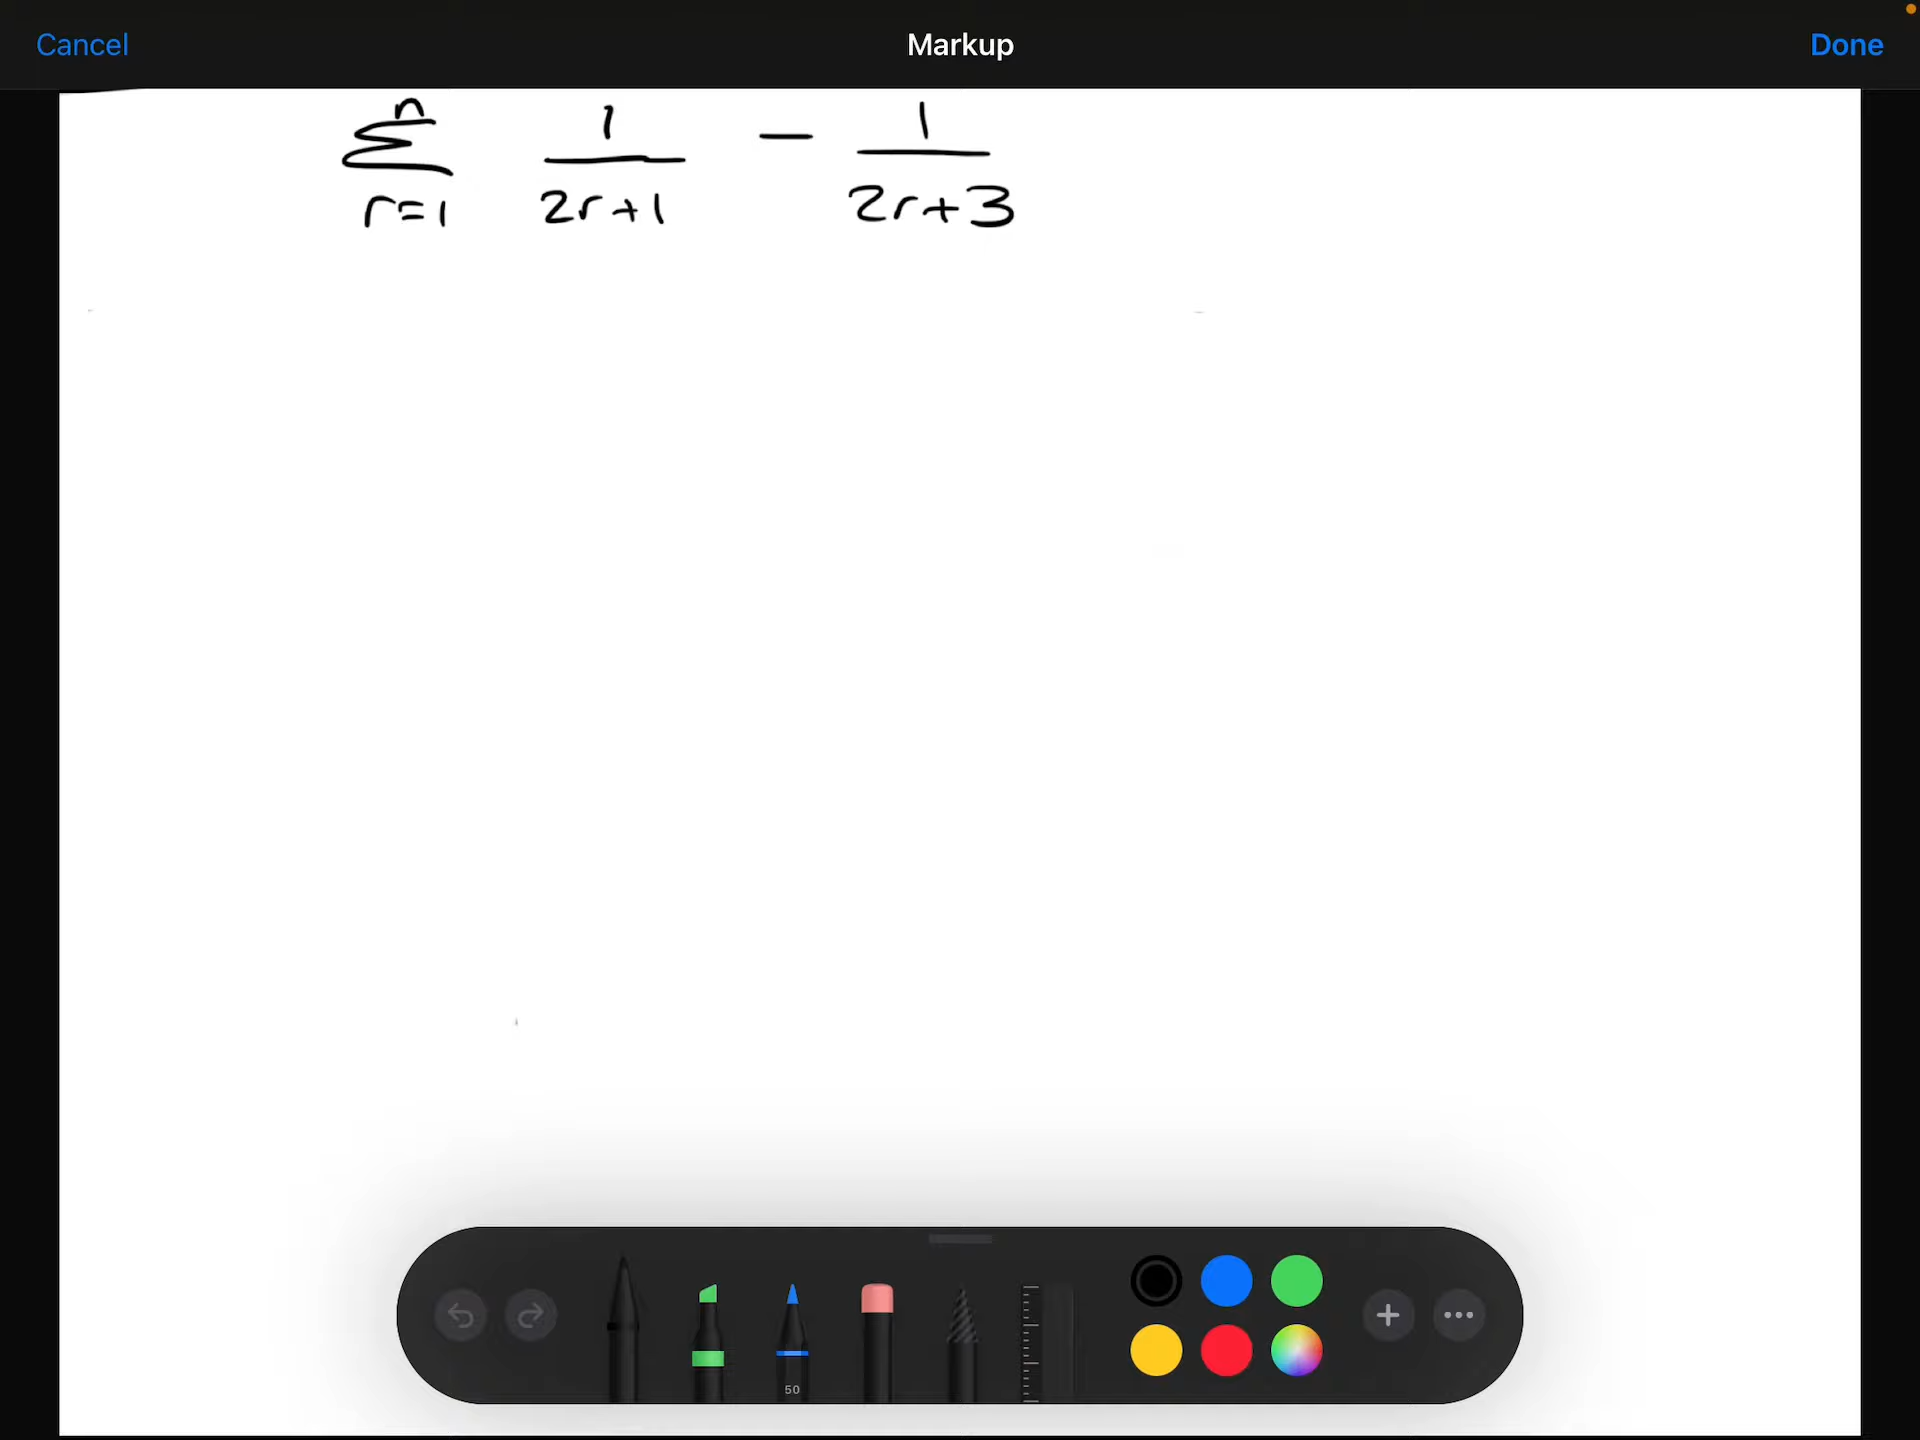 Cancel Markup Done
n
∑ 1/(2r+1) − 1/(2r+3)
r=1
50